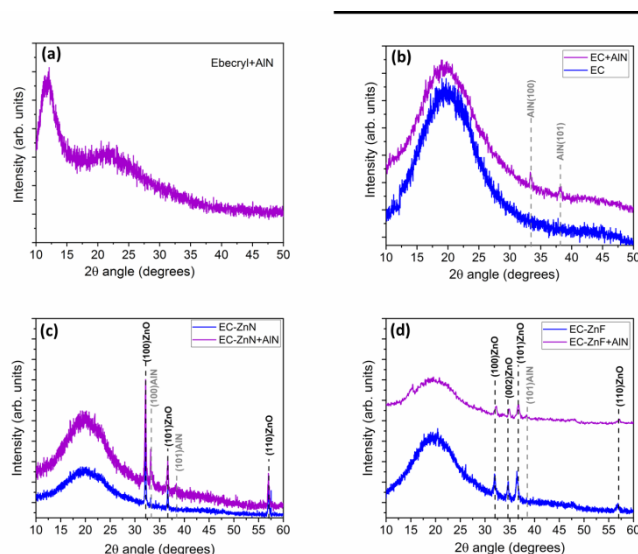 (a)
Ebecryl+AlN
Intensity (arb. units)
10 15 20 25 30 35 40 45 50
2θ angle (degrees)
(b)
EC+AlN
EC
AlN(100)
AlN(101)
Intensity (arb. units)
10 15 20 25 30 35 40 45 50
2θ angle (degrees)
(c)
EC-ZnN
EC-ZnN+AlN
(100)ZnO
(100)AlN
(101)ZnO
(101)AlN
(110)ZnO
Intensity (arb. units)
10 15 20 25 30 35 40 45 50 55 60
2θ angle (degrees)
(d)
EC-ZnF
EC-ZnF+AlN
(100)ZnO
(002)ZnO
(101)ZnO
(101)AlN
(110)ZnO
Intensity (arb. units)
10 15 20 25 30 35 40 45 50 55 60
2θ angle (degrees)